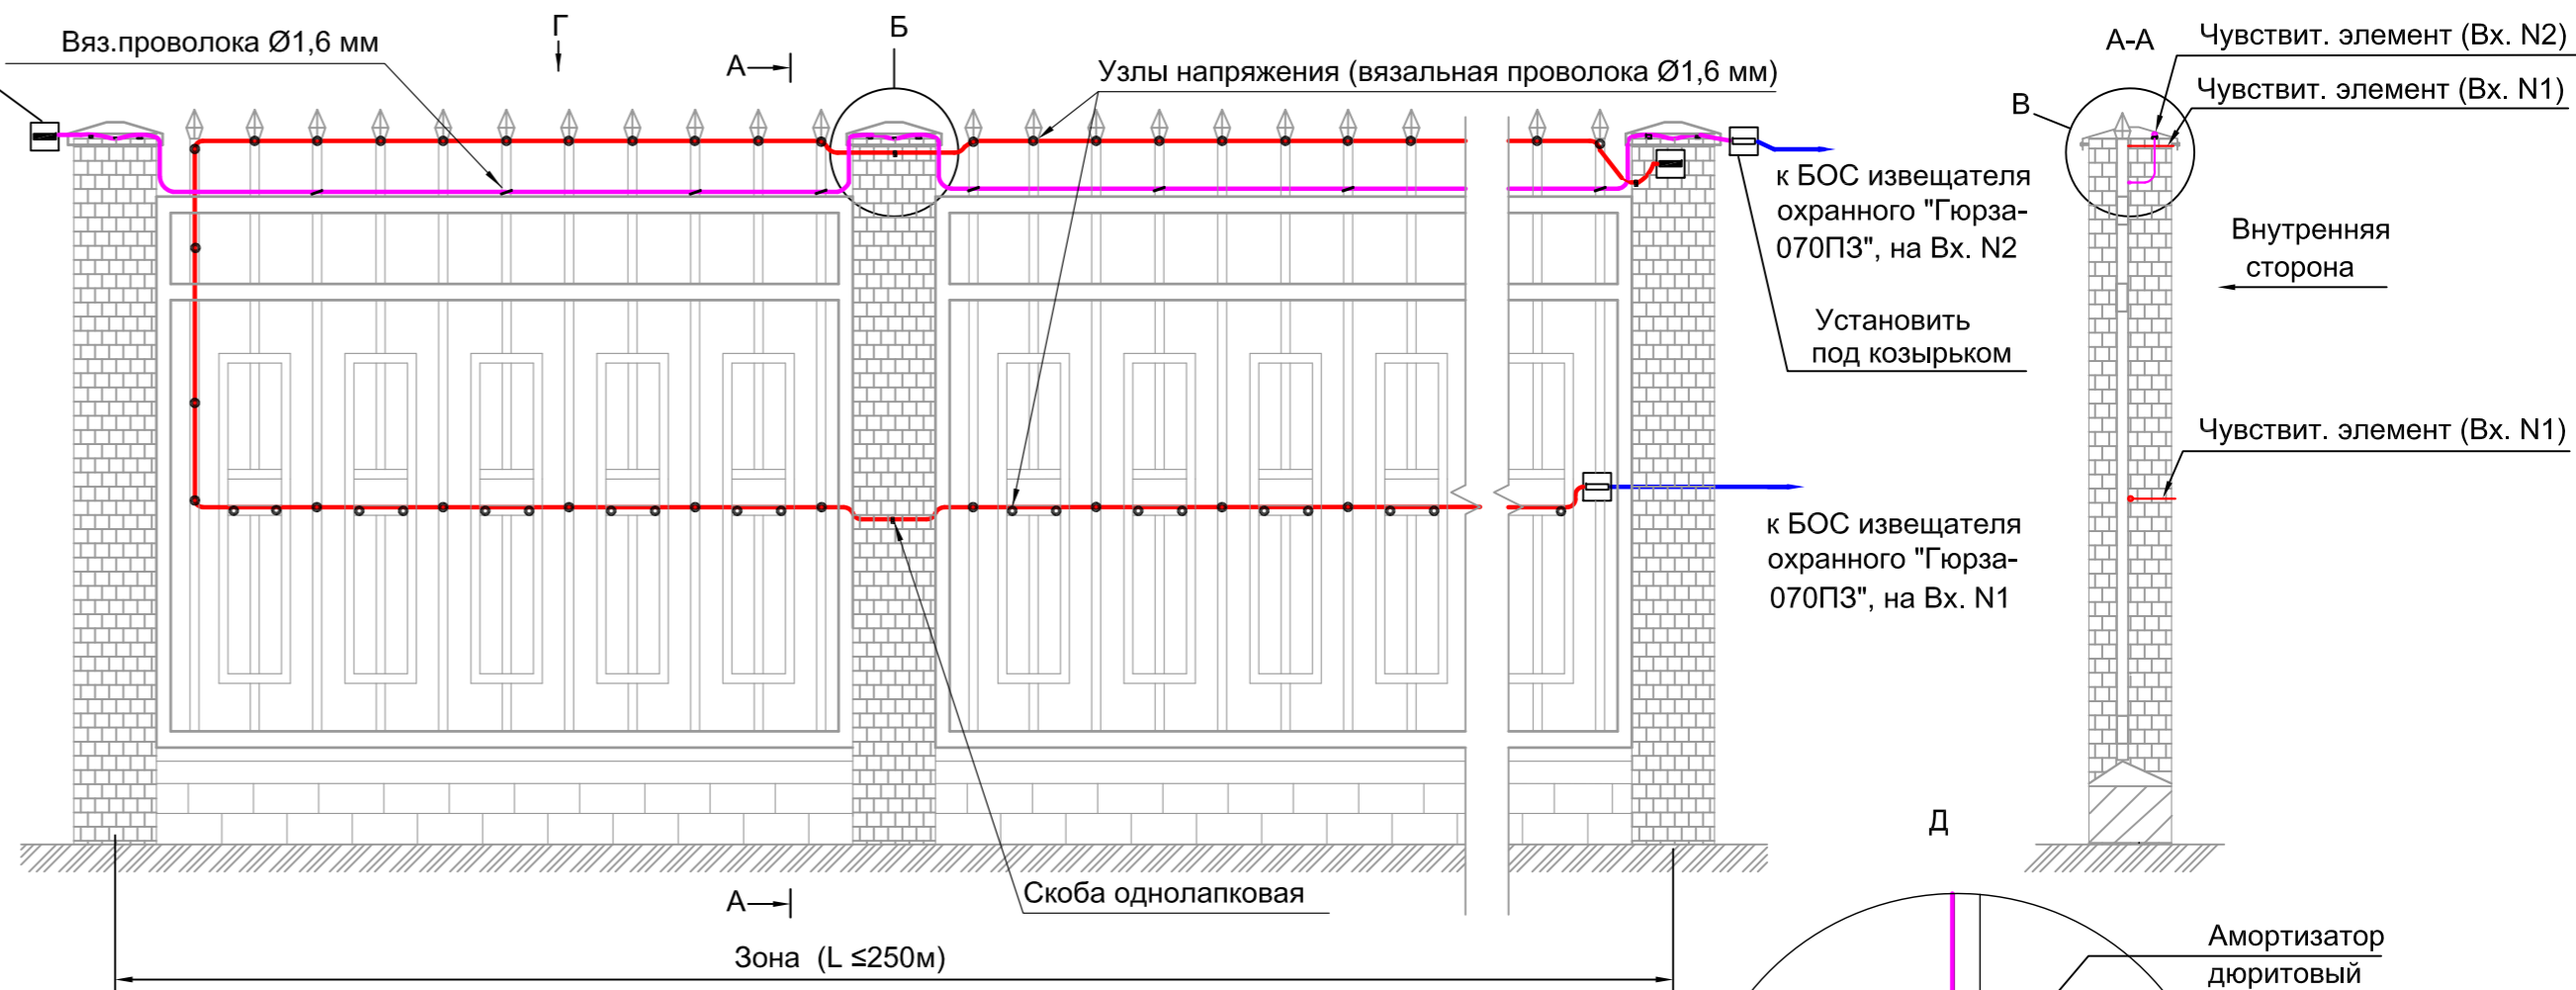 Вяз.проволока Ø1,6 мм
Г
А
Б
Узлы напряжения (вязальная проволока Ø1,6 мм)
А-А
Чувствит. элемент (Вх. N2)
Чувствит. элемент (Вх. N1)
В
к БОС извещателя
охранного "Гюрза-
070ПЗ", на Вх. N2
Внутренняя
сторона
Установить
под козырьком
Чувствит. элемент (Вх. N1)
к БОС извещателя
охранного "Гюрза-
070ПЗ", на Вх. N1
Д
А
Скоба однолапковая
Зона (L ≤250м)
Амортизатор
дюритовый